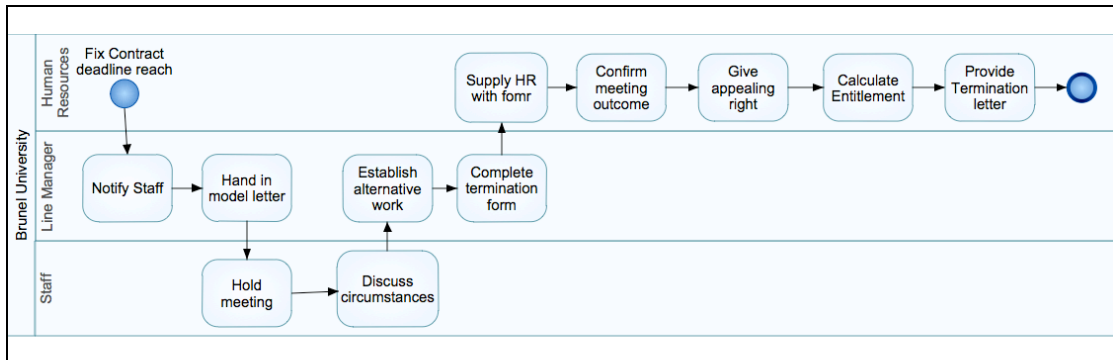 Brunel University
Human
Resources
Fix Contract
deadline reach
Supply HR
with fomr
Confirm
meeting
outcome
Give
appealing
right
Calculate
Entitlement
Provide
Termination
letter
Line Manager
Notify Staff
Hand in
model letter
Establish
alternative
work
Complete
termination
form
Staff
Hold
meeting
Discuss
circumstances